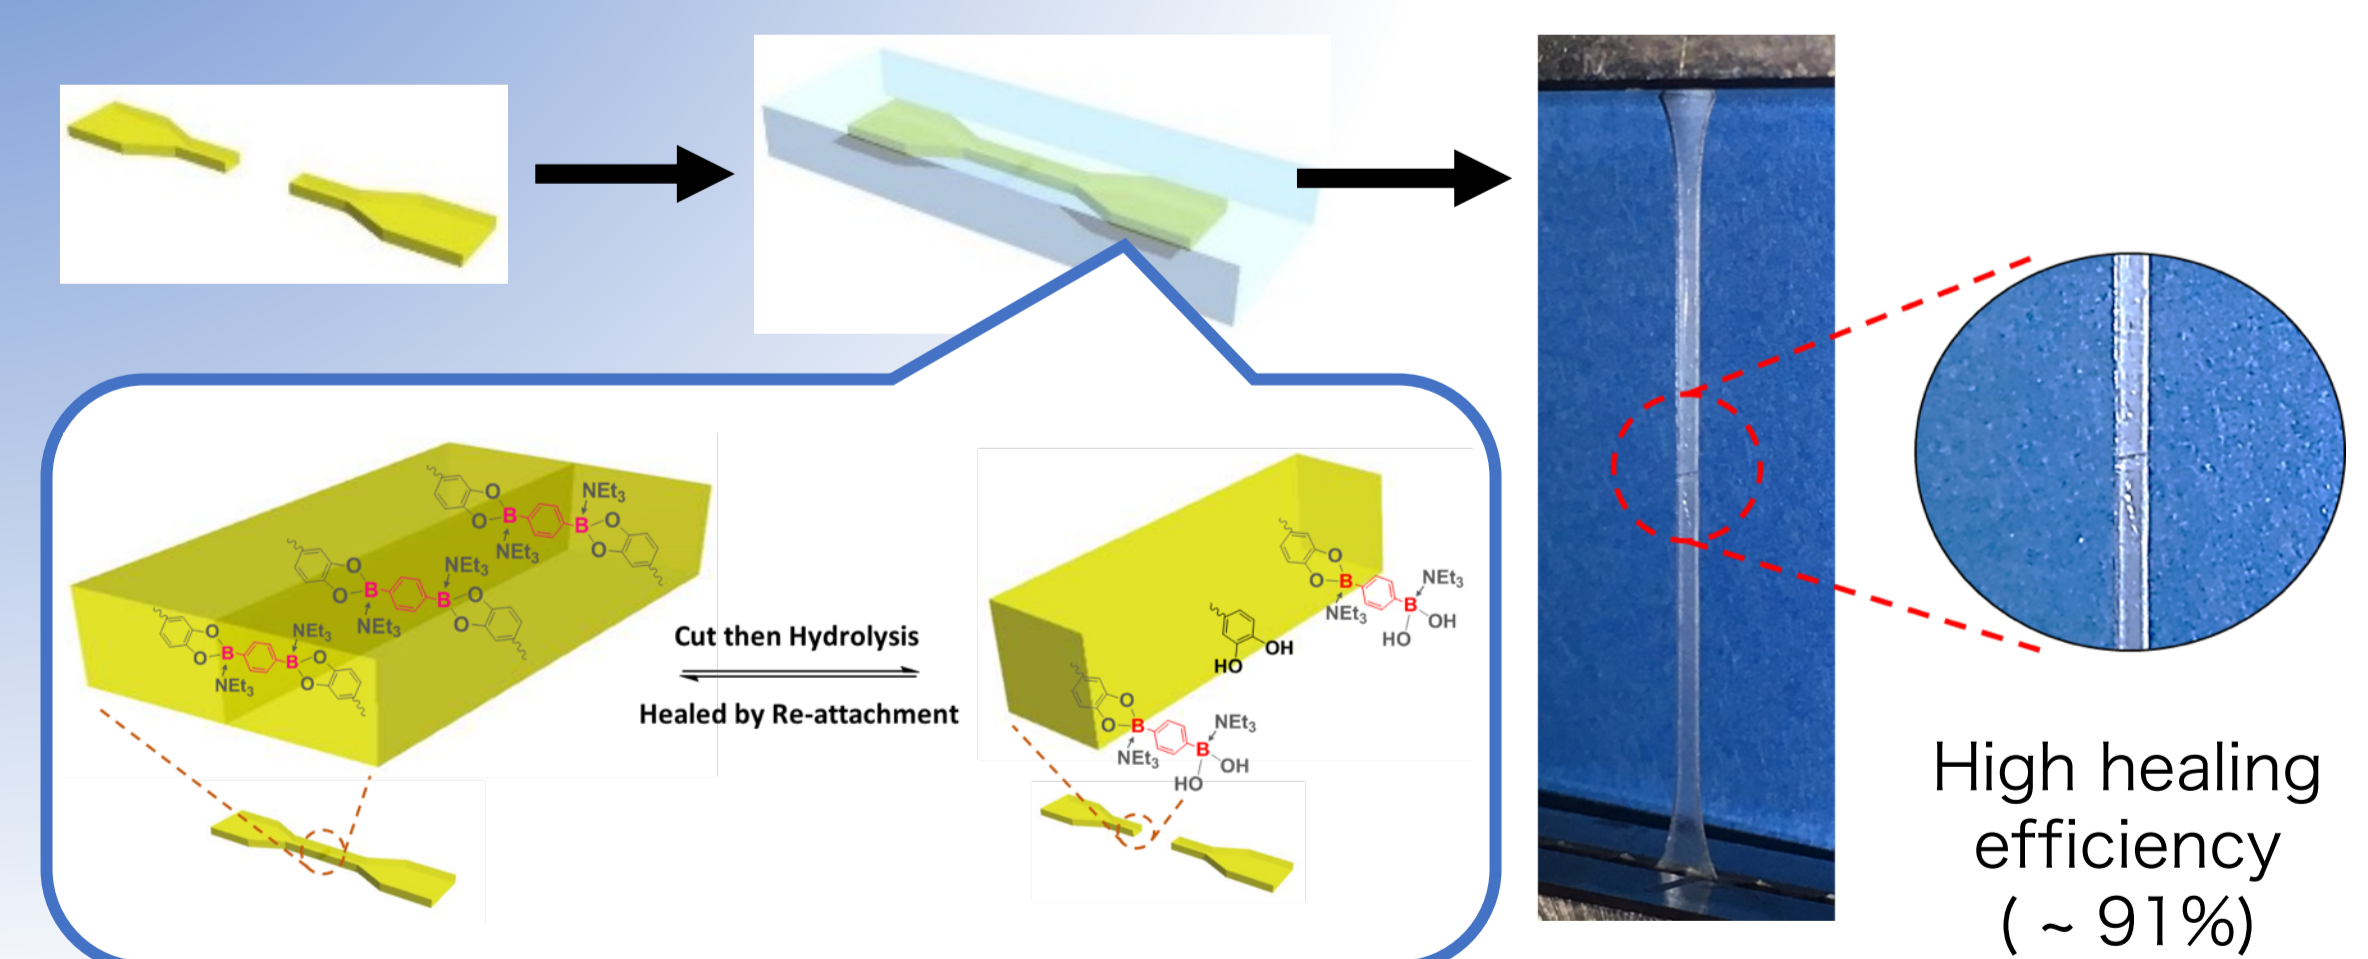 NEt3
O
B
B
O
O
NEt3
O
NEt3
O
B
B
O
O
NEt3
O
NEt3
O
B
B
O
O
NEt3
O
Cut then Hydrolysis
Healed by Re-attachment
O
O
B
NEt3
NEt3
B
OH
HO
OH
HO
O
O
B
NEt3
NEt3
B
OH
HO
High healing
efficiency
( ~ 91%)